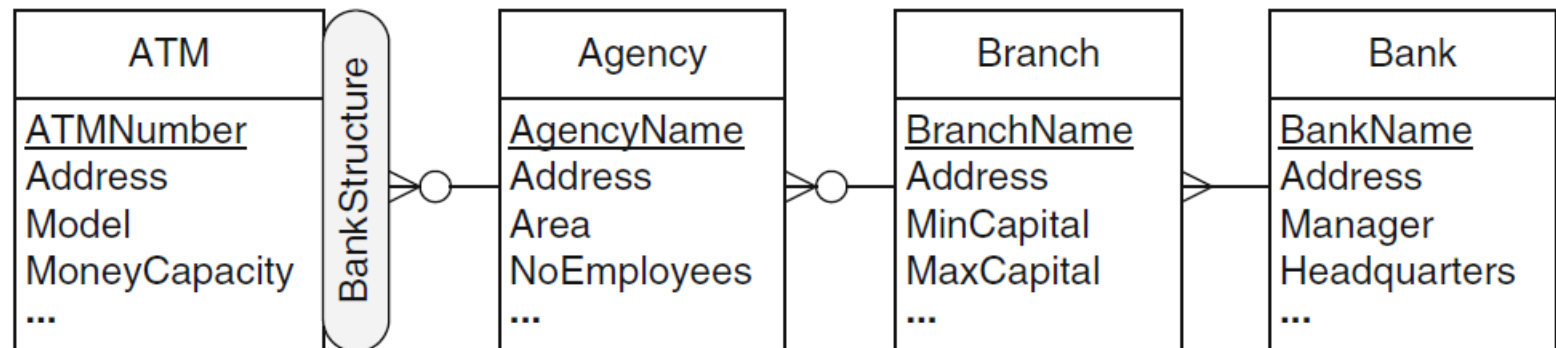 ATM
ATMNumber
Address
Model
MoneyCapacity
...
BankStructure
Agency
AgencyName
Address
Area
NoEmployees
...
Branch
BranchName
Address
MinCapital
MaxCapital
...
Bank
BankName
Address
Manager
Headquarters
...